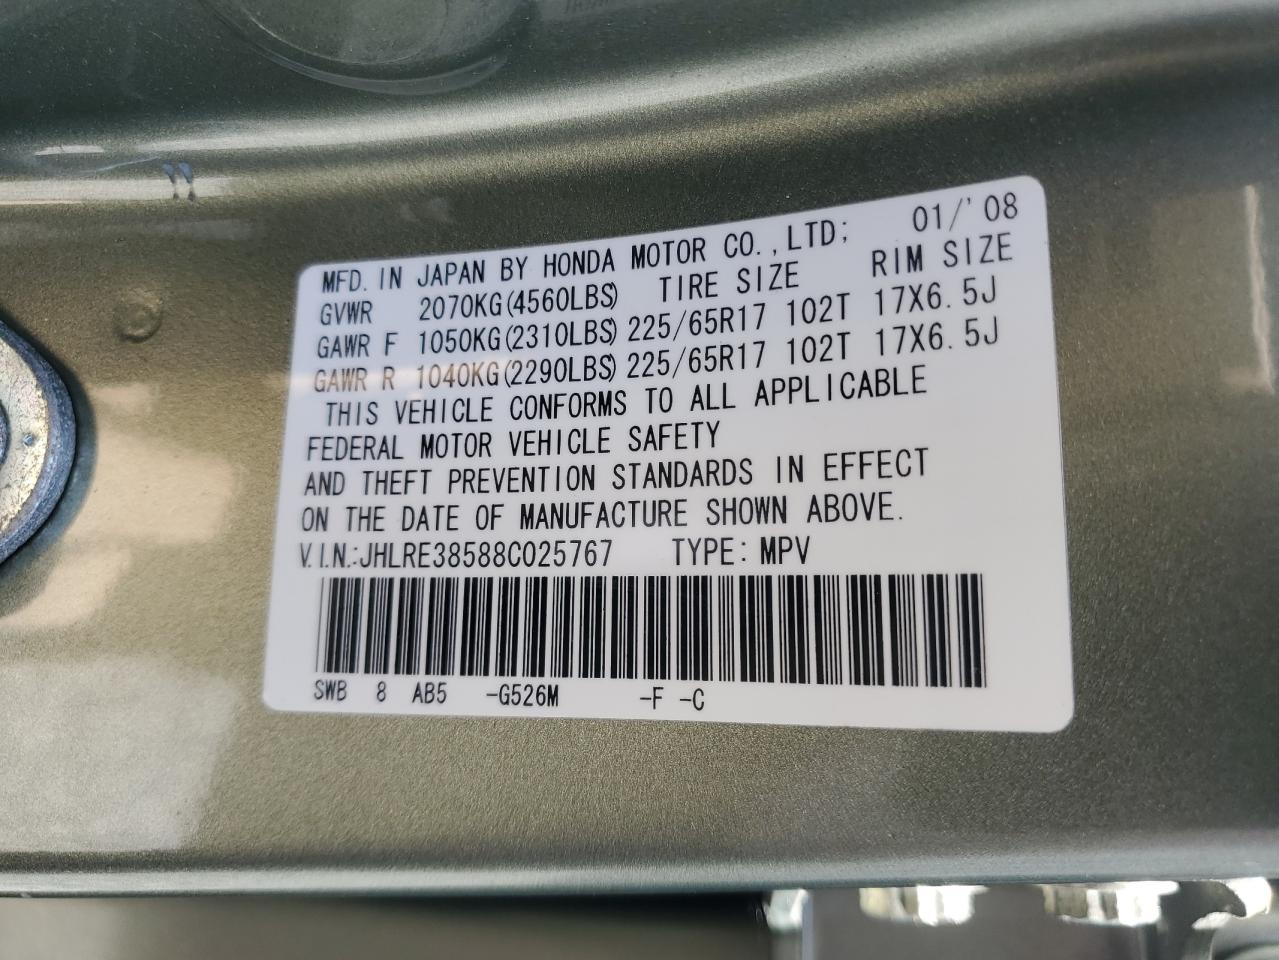 MFD. IN JAPAN BY HONDA MOTOR CO.,LTD; 01/'08
GVWR 2070KG(4560LBS) TIRE SIZE RIM SIZE
GAWR F 1050KG(2310LBS) 225/65R17 102T 17X6.5J
GAWR R 1040KG(2290LBS) 225/65R17 102T 17X6.5J
THIS VEHICLE CONFORMS TO ALL APPLICABLE
FEDERAL MOTOR VEHICLE SAFETY
AND THEFT PREVENTION STANDARDS IN EFFECT
ON THE DATE OF MANUFACTURE SHOWN ABOVE.
V.I.N.:JHLRE38588C025767 TYPE: MPV
SWB 8 AB5 -G526M -F -C